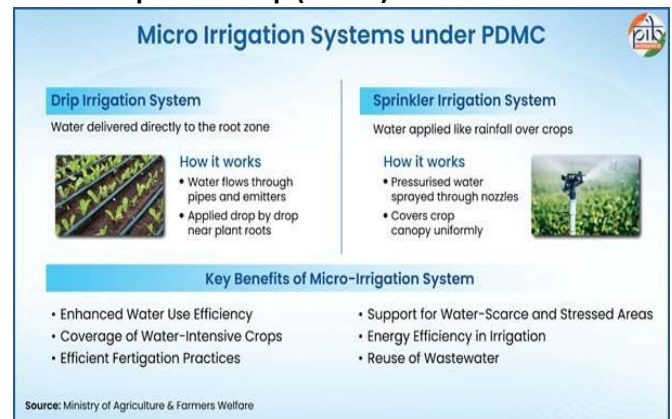 Micro Irrigation Systems under PDMC
pib
Drip Irrigation System
Water delivered directly to the root zone
How it works
• Water flows through
pipes and emitters
• Applied drop by drop
near plant roots
Sprinkler Irrigation System
Water applied like rainfall over crops
How it works
• Pressurised water
sprayed through nozzles
• Covers crop
canopy uniformly
Key Benefits of Micro-Irrigation System
• Enhanced Water Use Efficiency
• Coverage of Water-Intensive Crops
• Efficient Fertigation Practices
• Support for Water-Scarce and Stressed Areas
• Energy Efficiency in Irrigation
• Reuse of Wastewater
Source: Ministry of Agriculture & Farmers Welfare